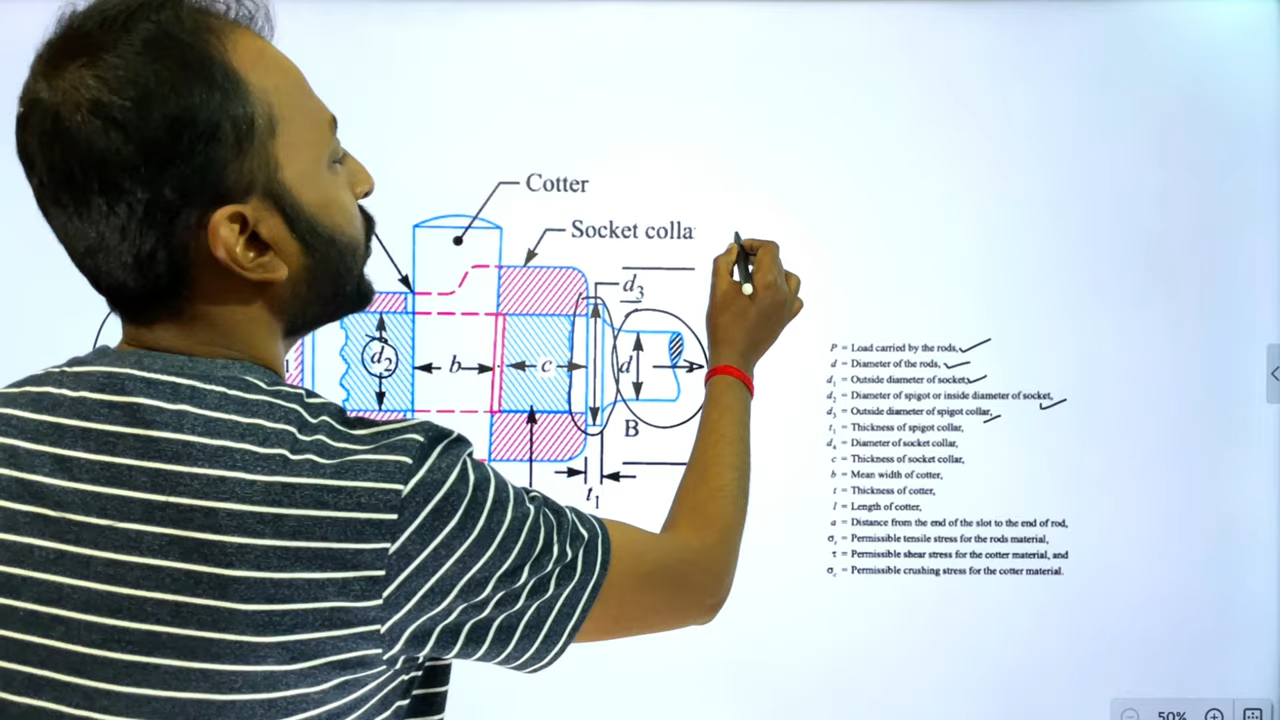 Cotter
Socket colla
d3
d2
b
c
d
B
t1
P = Load carried by the rods,
d = Diameter of the rods,
d1 = Outside diameter of socket,
d2 = Diameter of spigot or inside diameter of socket,
d3 = Outside diameter of spigot collar,
t1 = Thickness of spigot collar,
d4 = Diameter of socket collar,
c = Thickness of socket collar,
b = Mean width of cotter,
t = Thickness of cotter,
l = Length of cotter,
a = Distance from the end of the slot to the end of rod,
σt = Permissible tensile stress for the rods material,
τ = Permissible shear stress for the cotter material, and
σc = Permissible crushing stress for the cotter material.
50%